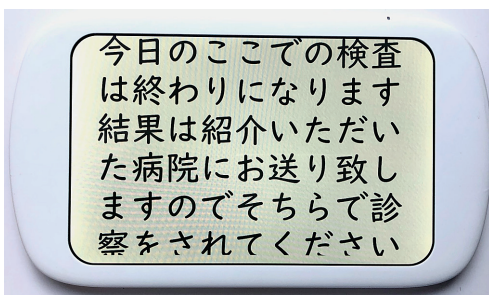 今日のここでの検査
は終わりになります
結果は紹介いただい
た病院にお送り致し
ますのでそちらで診
察をされてください